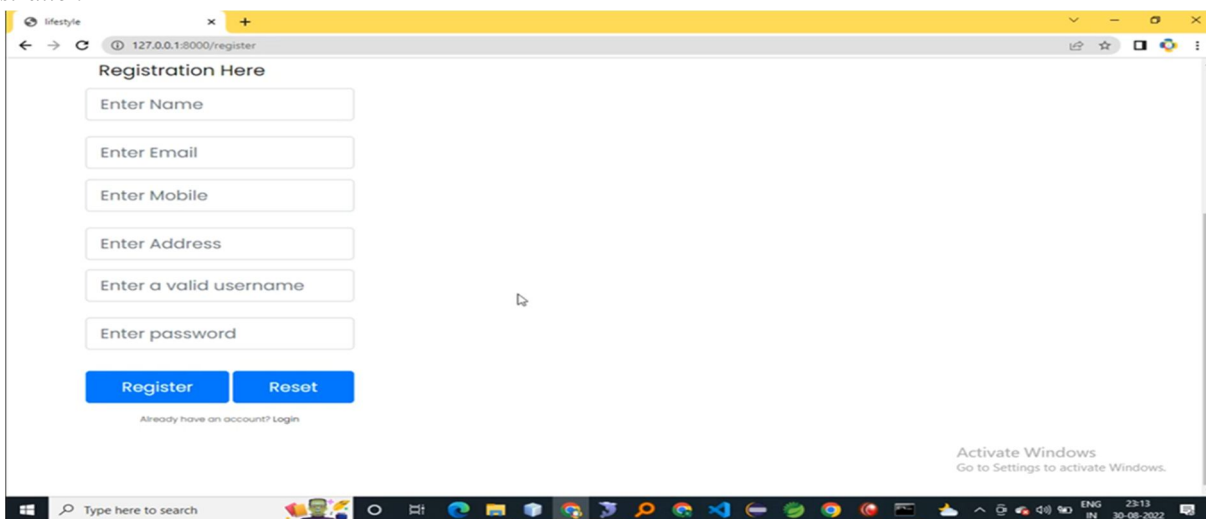 lifestyle
127.0.0.1:8000/register
Registration Here
Enter Name
Enter Email
Enter Mobile
Enter Address
Enter a valid username
Enter password
Register Reset
Already have an account? Login
Activate Windows
Go to Settings to activate Windows.
Type here to search
ENG 23:13
IN 30-08-2022